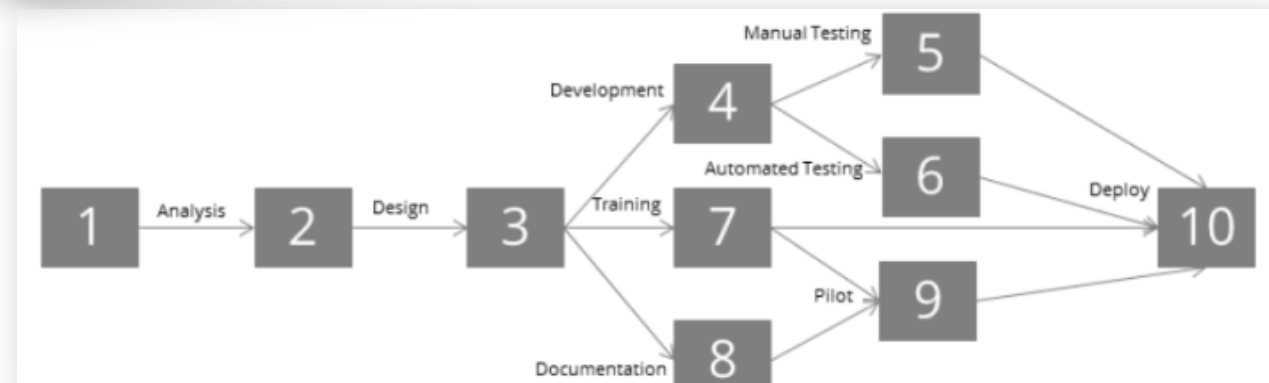 Manual Testing
5
Development
4
Automated Testing
6
Deploy
1
Analysis
2
Design
3
Training
7
10
Pilot
9
Documentation
8